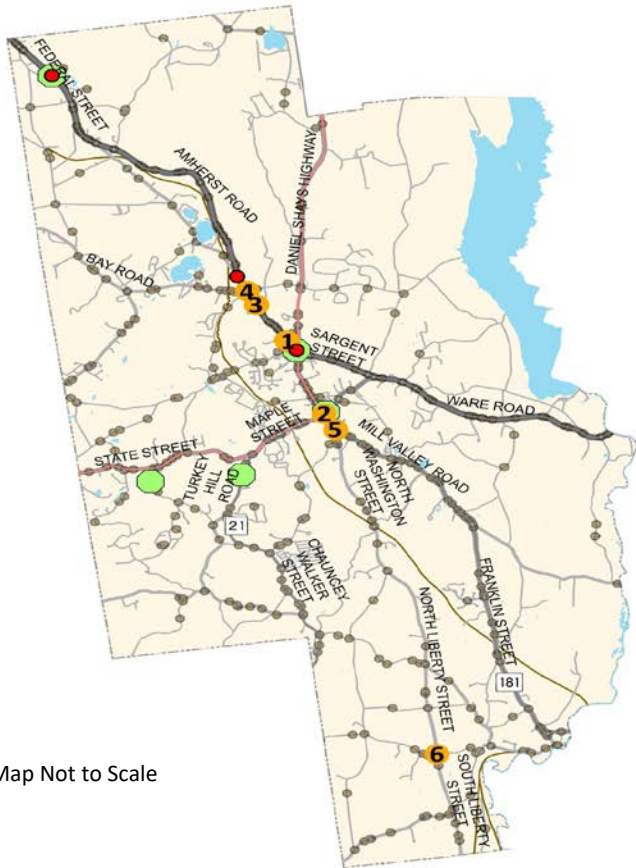 FEDERAL STREET
AMHERST ROAD
DANIEL SHAYS HIGHWAY
BAY ROAD
4
3
1
SARGENT
STREET
WARE ROAD
2
5
MAPLE
STREET
MILL VALLEY ROAD
STATE STREET
TURKEY
HILL
ROAD
NORTH
WASHINGTON
STREET
21
CHAUNCEY
WALKER
STREET
FRANKLIN STREET
NORTH LIBERTY STREET
181
6
SOUTH LIBERTY
STREET
Map Not to Scale